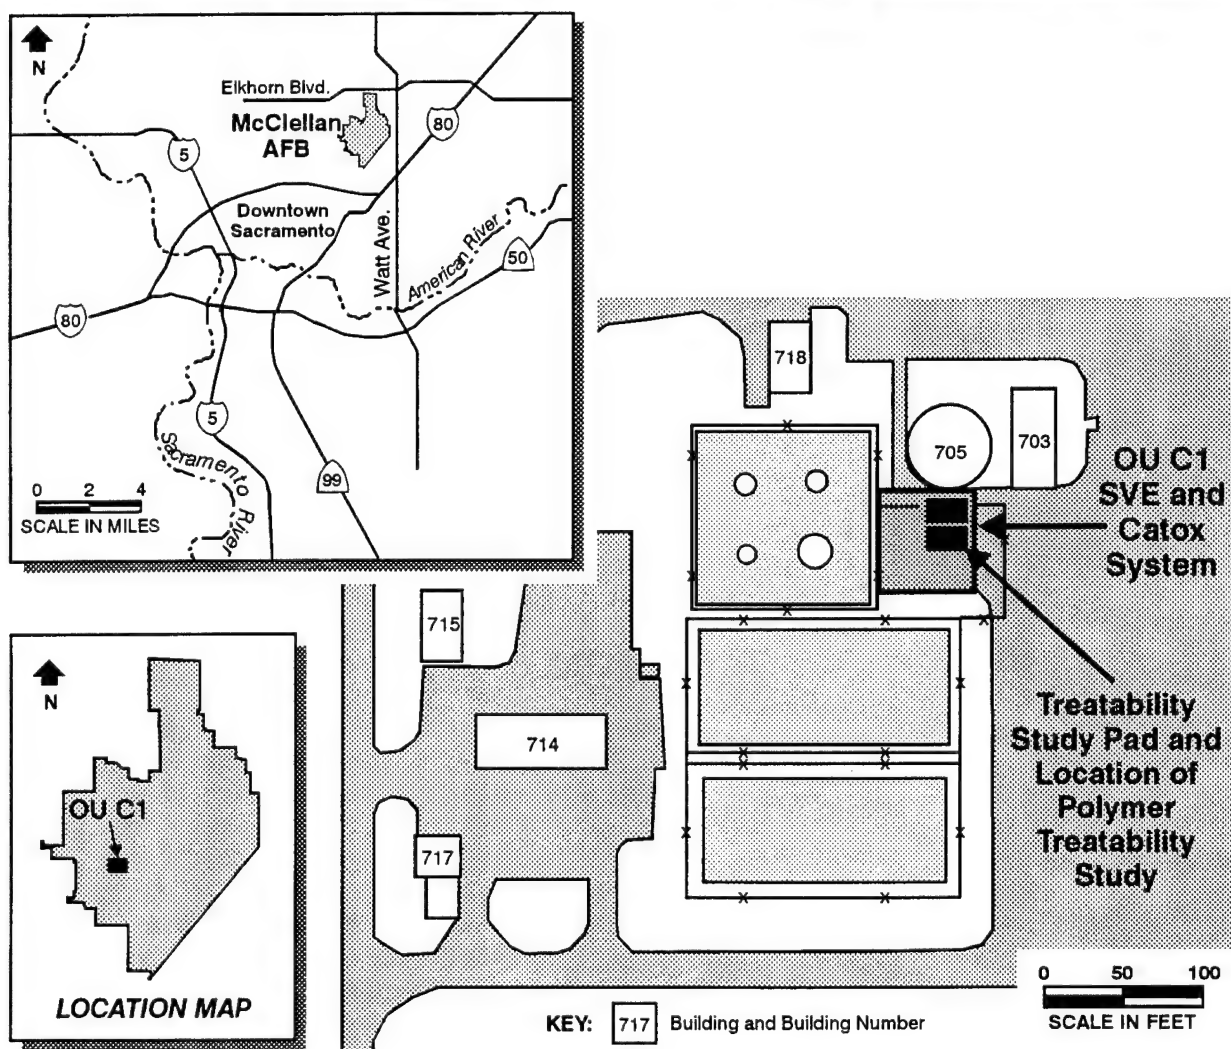 N
Elkhorn Blvd.
McClellan
AFB
80
5
Downtown
Sacramento
Watt Ave.
American River
50
80
5
99
Sacramento River
0 2 4
SCALE IN MILES
718
705
703
OU C1
SVE and
Catox
System
715
714
717
Treatability
Study Pad and
Location of
Polymer
Treatability
Study
N
OU C1
LOCATION MAP
0 50 100
SCALE IN FEET
KEY: 717 Building and Building Number